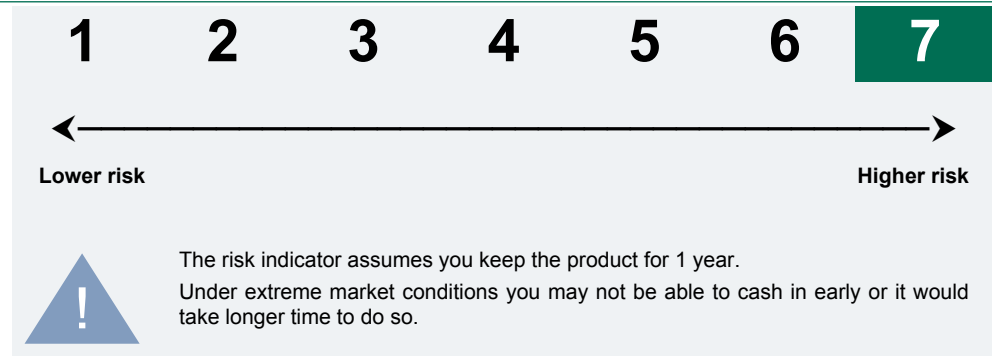 1 2 3 4 5 6 7
Lower risk Higher risk
! The risk indicator assumes you keep the product for 1 year.
Under extreme market conditions you may not be able to cash in early or it would
take longer time to do so.